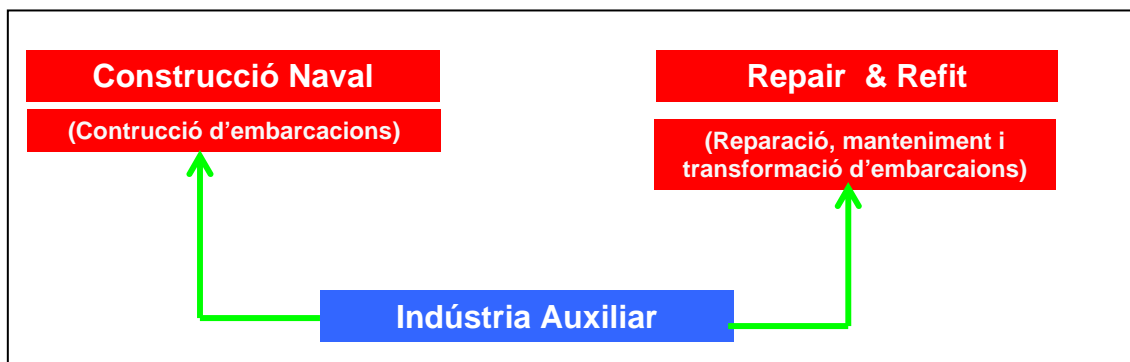 Construcció Naval
(Contrucció d'embarcacions)
Repair & Refit
(Reparació, manteniment i
transformació d'embarcaions)
Indústria Auxiliar